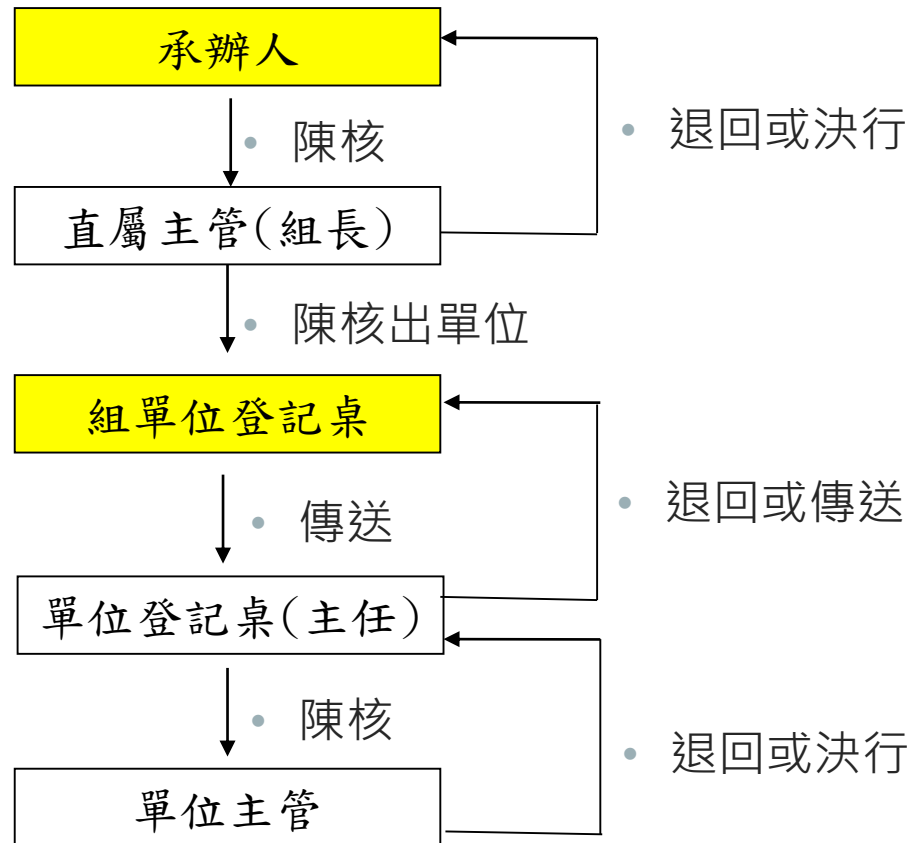 承辦人
• 陳核
• 退回或決行
直屬主管(組長)
• 陳核出單位
組單位登記桌
• 傳送
• 退回或傳送
單位登記桌(主任)
• 陳核
• 退回或決行
單位主管